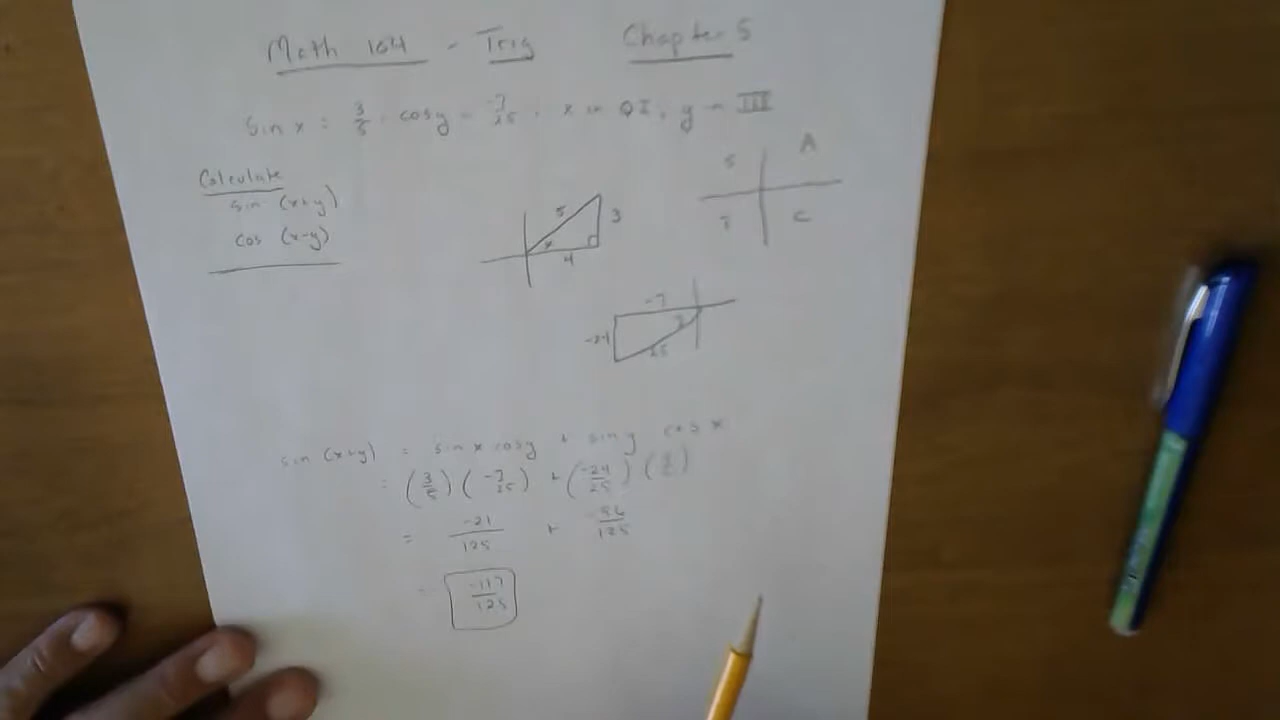 Math 164 - Trig Chapter 5
sin x = 3/5 . cos y = -7/25 . x in QI, y in III
Calculate
sin (x+y)
cos (x-y)
S A
T C
5 3
x
4
-7
-24
25
sin (x+y) = sin x cos y + sin y cos x
= (3/5) (-7/25) + (-24/25)
= -21/125 + -96/125
= -117/125